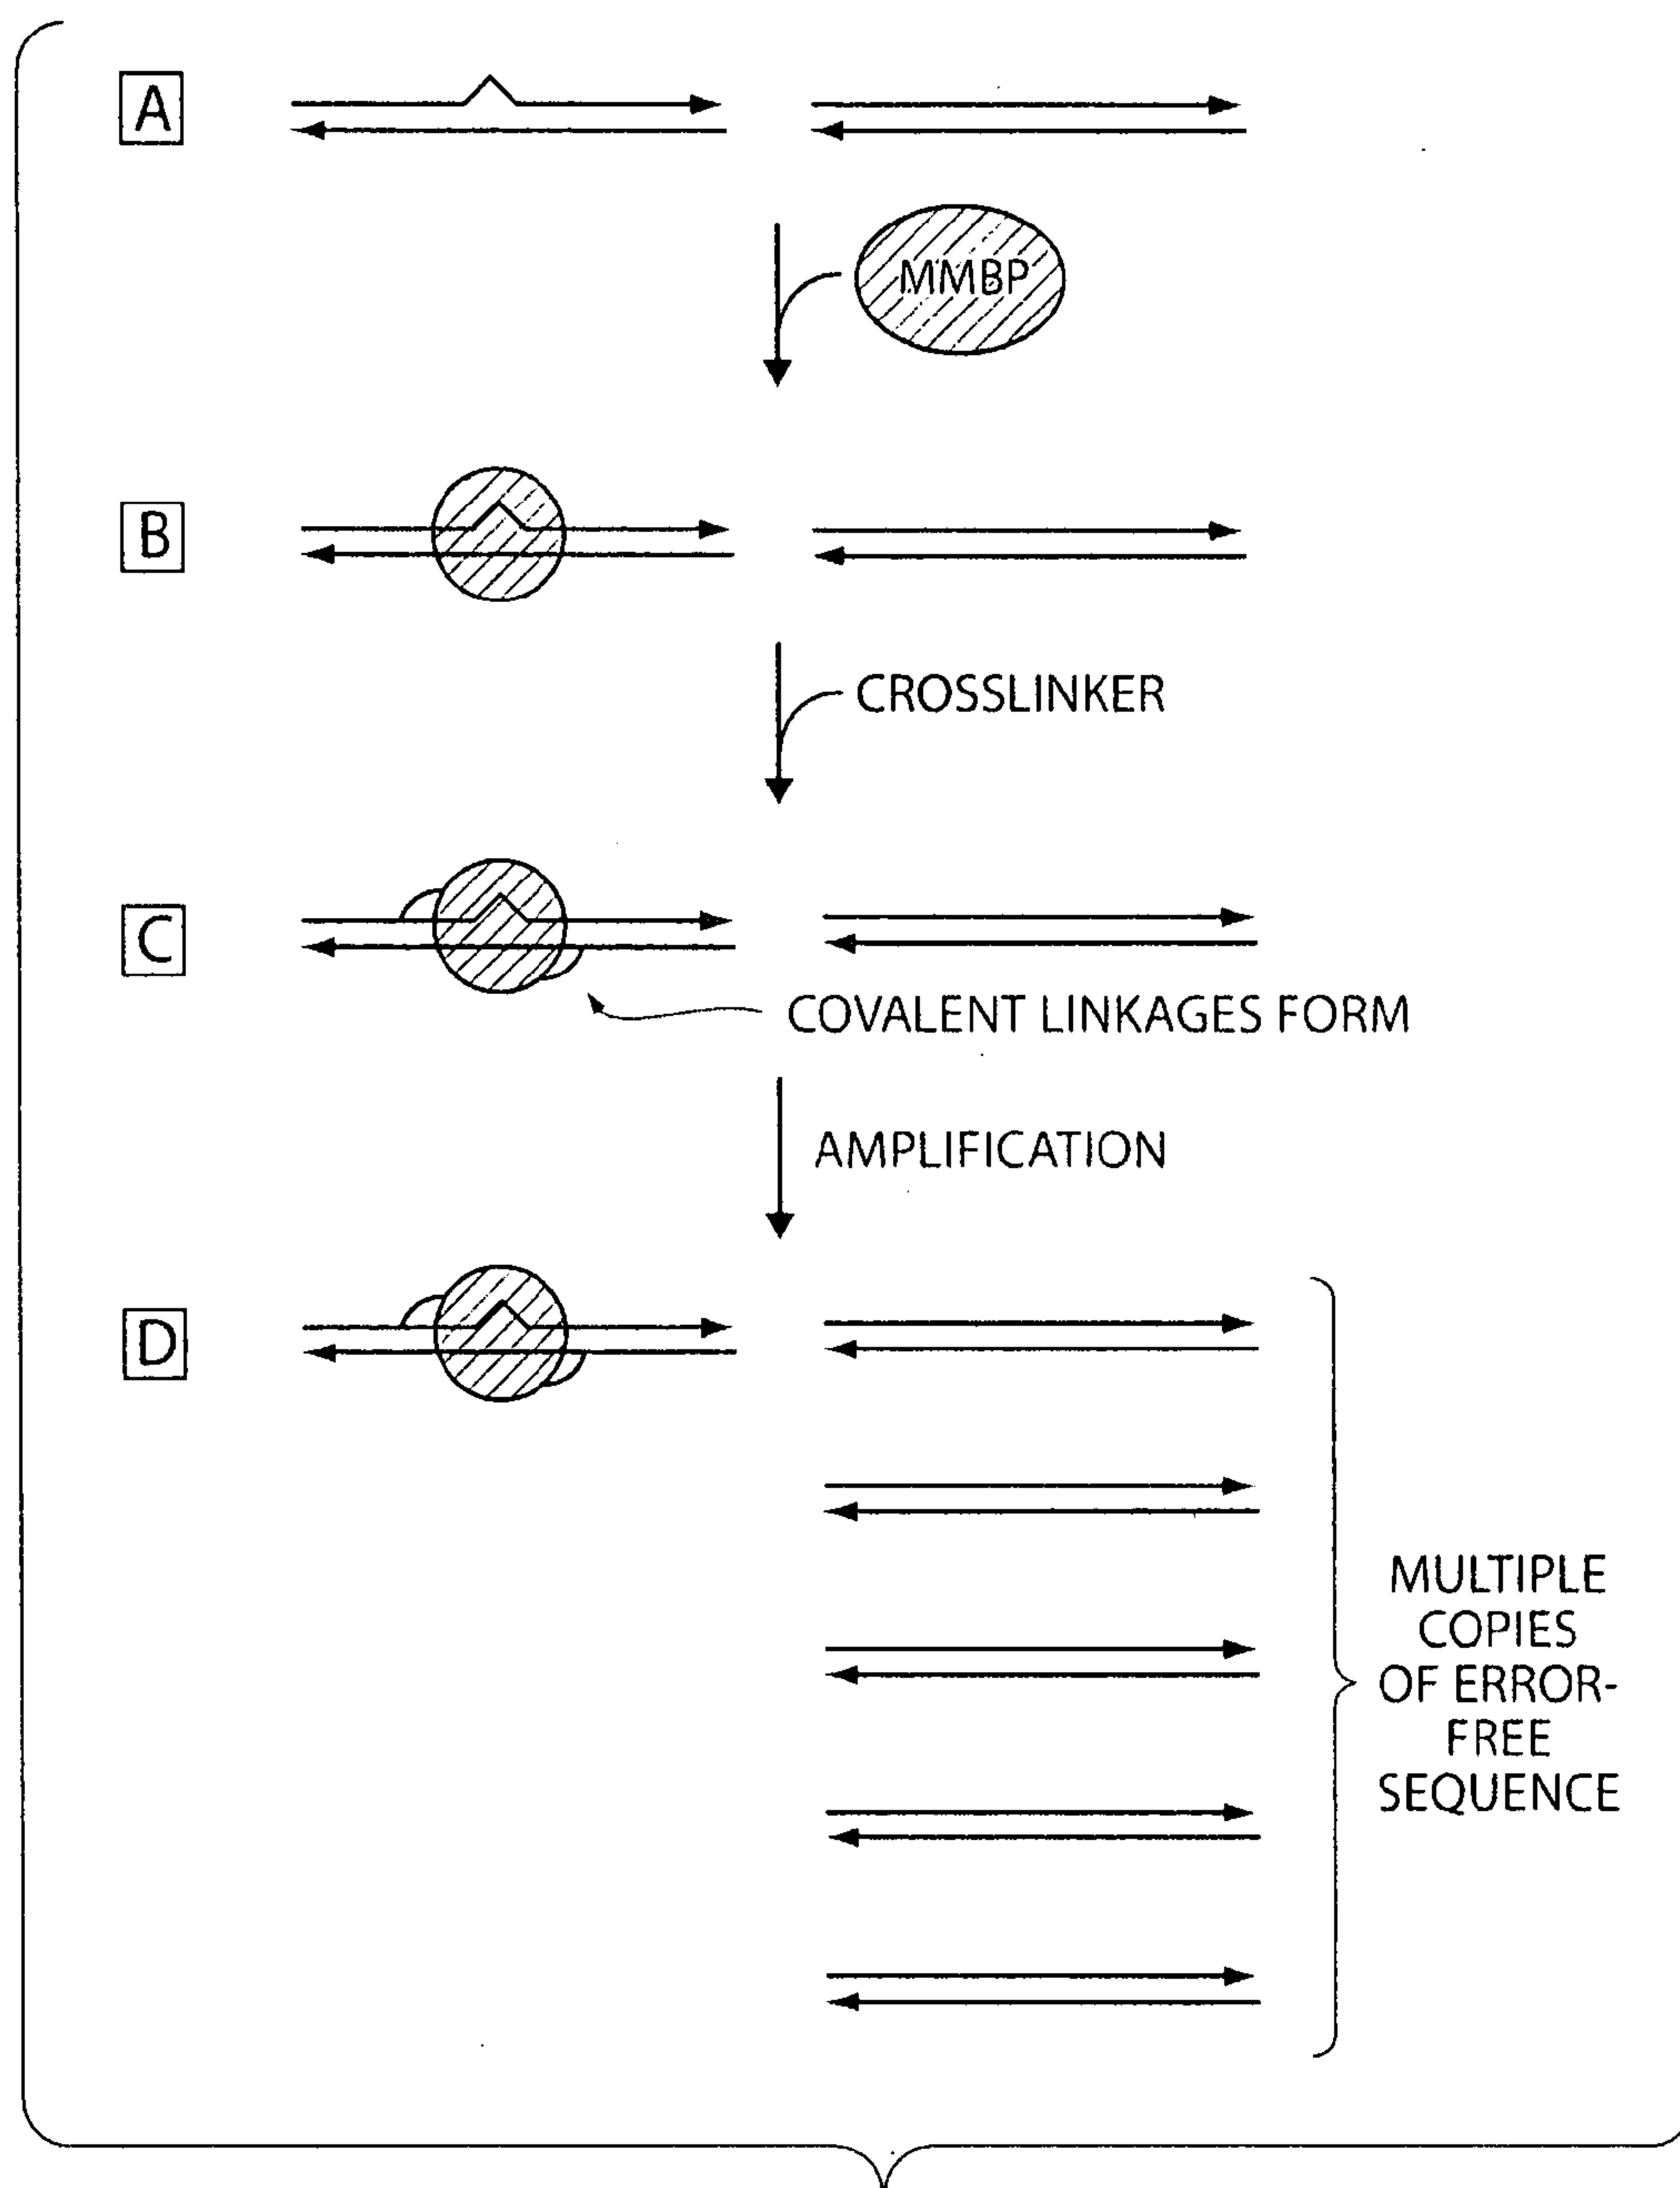 A
MMBP
B
CROSSLINKER
C
COVALENT LINKAGES FORM
AMPLIFICATION
D
MULTIPLE
COPIES
OF ERROR-
FREE
SEQUENCE